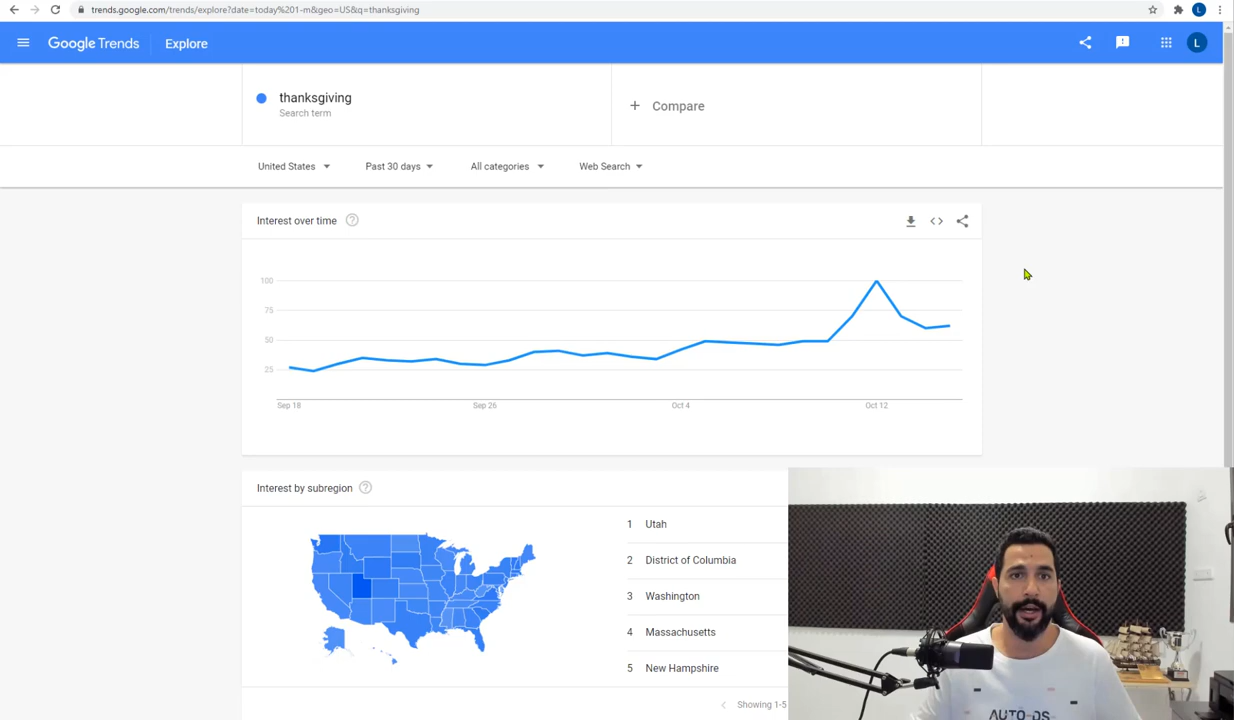 trends.google.com/trends/explore?date=today%201-m&geo=US&q=thanksgiving
L
Google Trends
Explore
L
thanksgiving
Search term
+ Compare
United States
Past 30 days
All categories
Web Search
Interest over time
100
75
50
25
Sep 18
Sep 26
Oct 4
Oct 12
Interest by subregion
1 Utah
2 District of Columbia
3 Washington
4 Massachusetts
5 New Hampshire
Showing 1-5
AUTO-DS